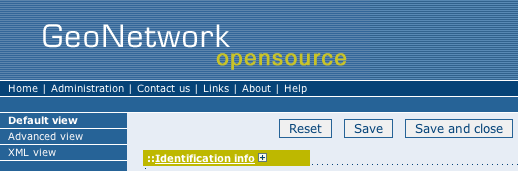 GeoNetwork
opensource
Home | Administration | Contact us | Links | About | Help
Default view
Advanced view
XML view
Reset Save Save and close
::Identification info